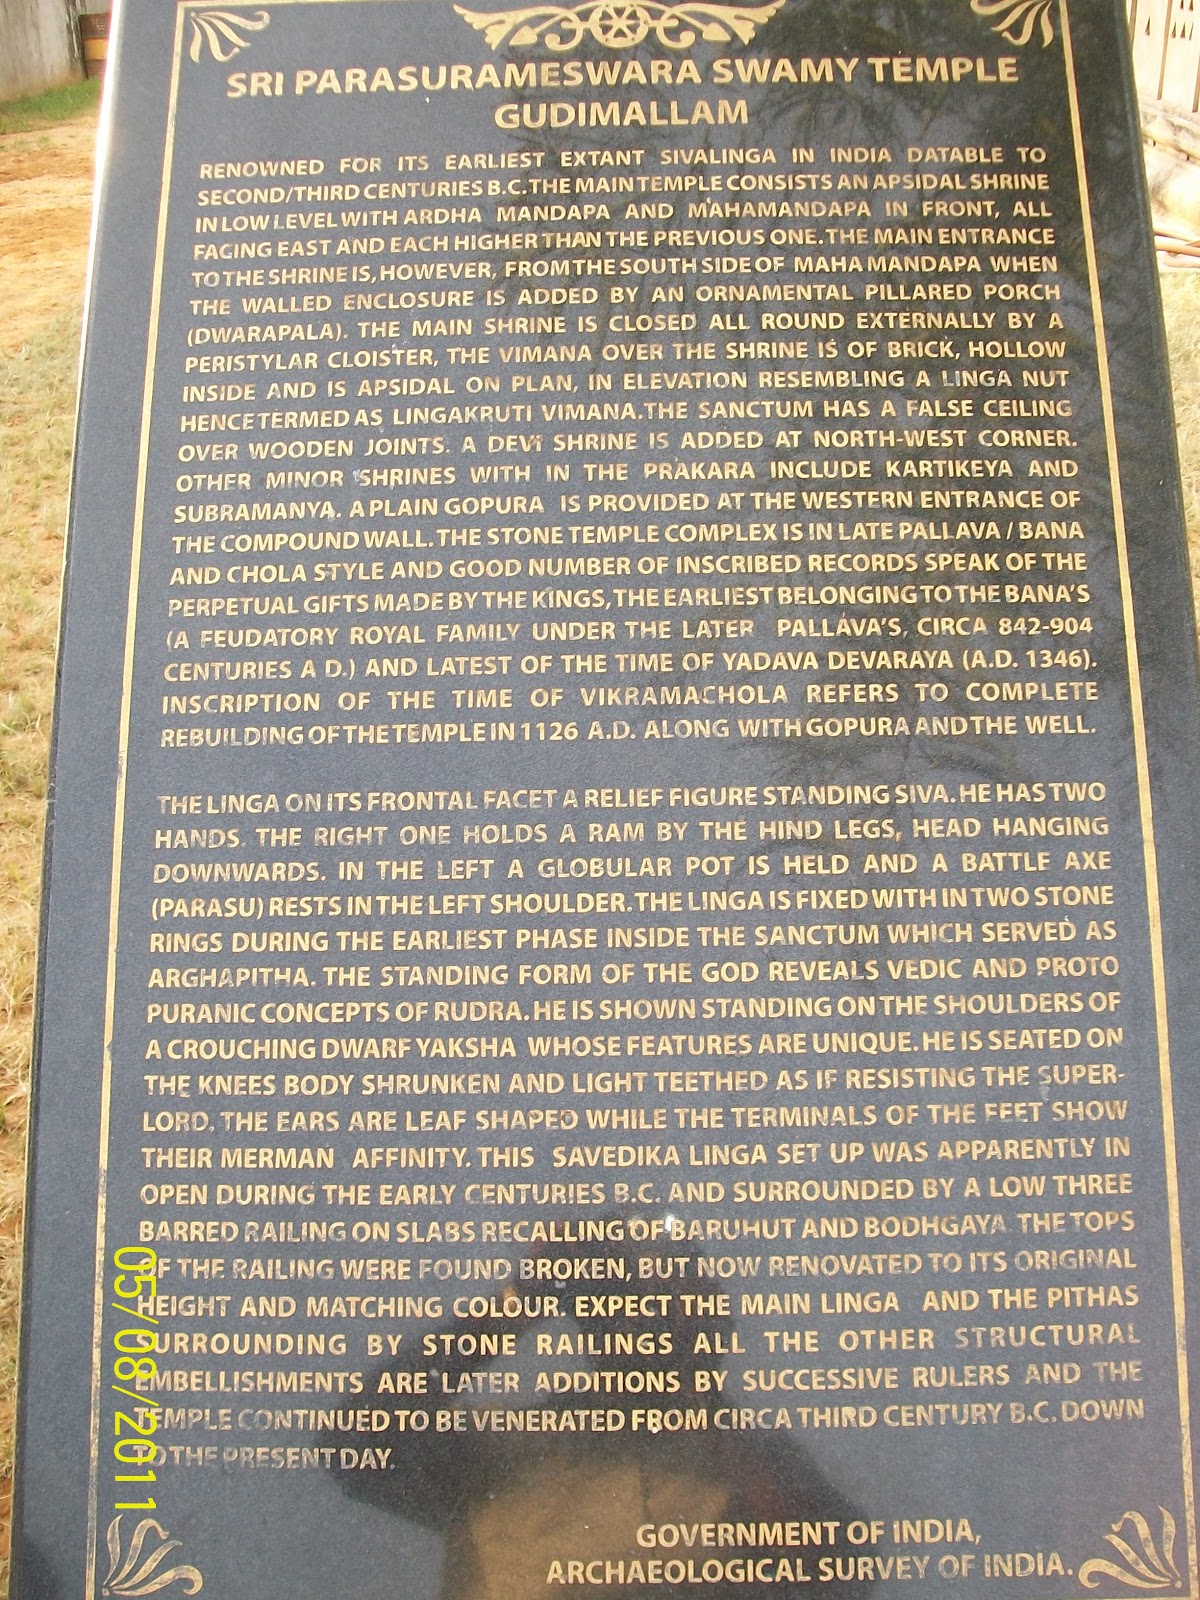 SRI PARASURAMESWARA SWAMY TEMPLE
GUDIMALLAM
RENOWNED FOR ITS EARLIEST EXTANT SIVALINGA IN INDIA DATABLE TO
SECOND/THIRD CENTURIES B.C. THE MAIN TEMPLE CONSISTS AN APSIDAL SHRINE
IN LOW LEVEL WITH ARDHA MANDAPA AND MAHAMANDAPA IN FRONT, ALL
FACING EAST AND EACH HIGHER THAN THE PREVIOUS ONE. THE MAIN ENTRANCE
TO THE SHRINE IS, HOWEVER, FROM THE SOUTH SIDE OF MAHA MANDAPA WHEN
THE WALLED ENCLOSURE IS ADDED BY AN ORNAMENTAL PILLARED PORCH
(DWARAPALA). THE MAIN SHRINE IS CLOSED ALL ROUND EXTERNALLY BY A
PERISTYLAR CLOISTER, THE VIMANA OVER THE SHRINE IS OF BRICK, HOLLOW
INSIDE AND IS APSIDAL ON PLAN, IN ELEVATION RESEMBLING A LINGA NUT
HENCE TERMED AS LINGAKRUTI VIMANA. THE SANCTUM HAS A FALSE CEILING
OVER WOODEN JOINTS. A DEVI SHRINE IS ADDED AT NORTH-WEST CORNER.
OTHER MINOR SHRINES WITH IN THE PRAKARA INCLUDE KARTIKEYA AND
SUBRAMANYA. A PLAIN GOPURA IS PROVIDED AT THE WESTERN ENTRANCE OF
THE COMPOUND WALL. THE STONE TEMPLE COMPLEX IS IN LATE PALLAVA / BANA
AND CHOLA STYLE AND GOOD NUMBER OF INSCRIBED RECORDS SPEAK OF THE
PERPETUAL GIFTS MADE BY THE KINGS, THE EARLIEST BELONGING TO THE BANA'S
(A FEUDATORY ROYAL FAMILY UNDER THE LATER PALLAVA'S, CIRCA 842-904
CENTURIES A D.) AND LATEST OF THE TIME OF YADAVA DEVARAYA (A.D. 1346).
INSCRIPTION OF THE TIME OF VIKRAMACHOLA REFERS TO COMPLETE
REBUILDING OF THE TEMPLE IN 1126 A.D. ALONG WITH GOPURA AND THE WELL.
THE LINGA ON ITS FRONTAL FACET A RELIEF FIGURE STANDING SIVA. HE HAS TWO
HANDS. THE RIGHT ONE HOLDS A RAM BY THE HIND LEGS, HEAD HANGING
DOWNWARDS. IN THE LEFT A GLOBULAR POT IS HELD AND A BATTLE AXE
(PARASU) RESTS IN THE LEFT SHOULDER. THE LINGA IS FIXED WITH IN TWO STONE
RINGS DURING THE EARLIEST PHASE INSIDE THE SANCTUM WHICH SERVED AS
ARGHAPITHA. THE STANDING FORM OF THE GOD REVEALS VEDIC AND PROTO
PURANIC CONCEPTS OF RUDRA. HE IS SHOWN STANDING ON THE SHOULDERS OF
A CROUCHING DWARF YAKSHA WHOSE FEATURES ARE UNIQUE. HE IS SEATED ON
THE KNEES BODY SHRUNKEN AND LIGHT TEETHED AS IF RESISTING THE SUPER-
LORD. THE EARS ARE LEAF SHAPED WHILE THE TERMINALS OF THE FEET SHOW
THEIR MERMAN AFFINITY. THIS SAVEDIKA LINGA SET UP WAS APPARENTLY IN
OPEN DURING THE EARLY CENTURIES B.C. AND SURROUNDED BY A LOW THREE
BARRED RAILING ON SLABS RECALLING OF BARUHUT AND BODHGAYA. THE TOPS
OF THE RAILING WERE FOUND BROKEN, BUT NOW RENOVATED TO ITS ORIGINAL
HEIGHT AND MATCHING COLOUR. EXPECT THE MAIN LINGA AND THE PITHAS
SURROUNDING BY STONE RAILINGS ALL THE OTHER STRUCTURAL
EMBELLISHMENTS ARE LATER ADDITIONS BY SUCCESSIVE RULERS AND THE
TEMPLE CONTINUED TO BE VENERATED FROM CIRCA THIRD CENTURY B.C. DOWN
TO THE PRESENT DAY.
GOVERNMENT OF INDIA,
ARCHAEOLOGICAL SURVEY OF INDIA.
05/08/2011